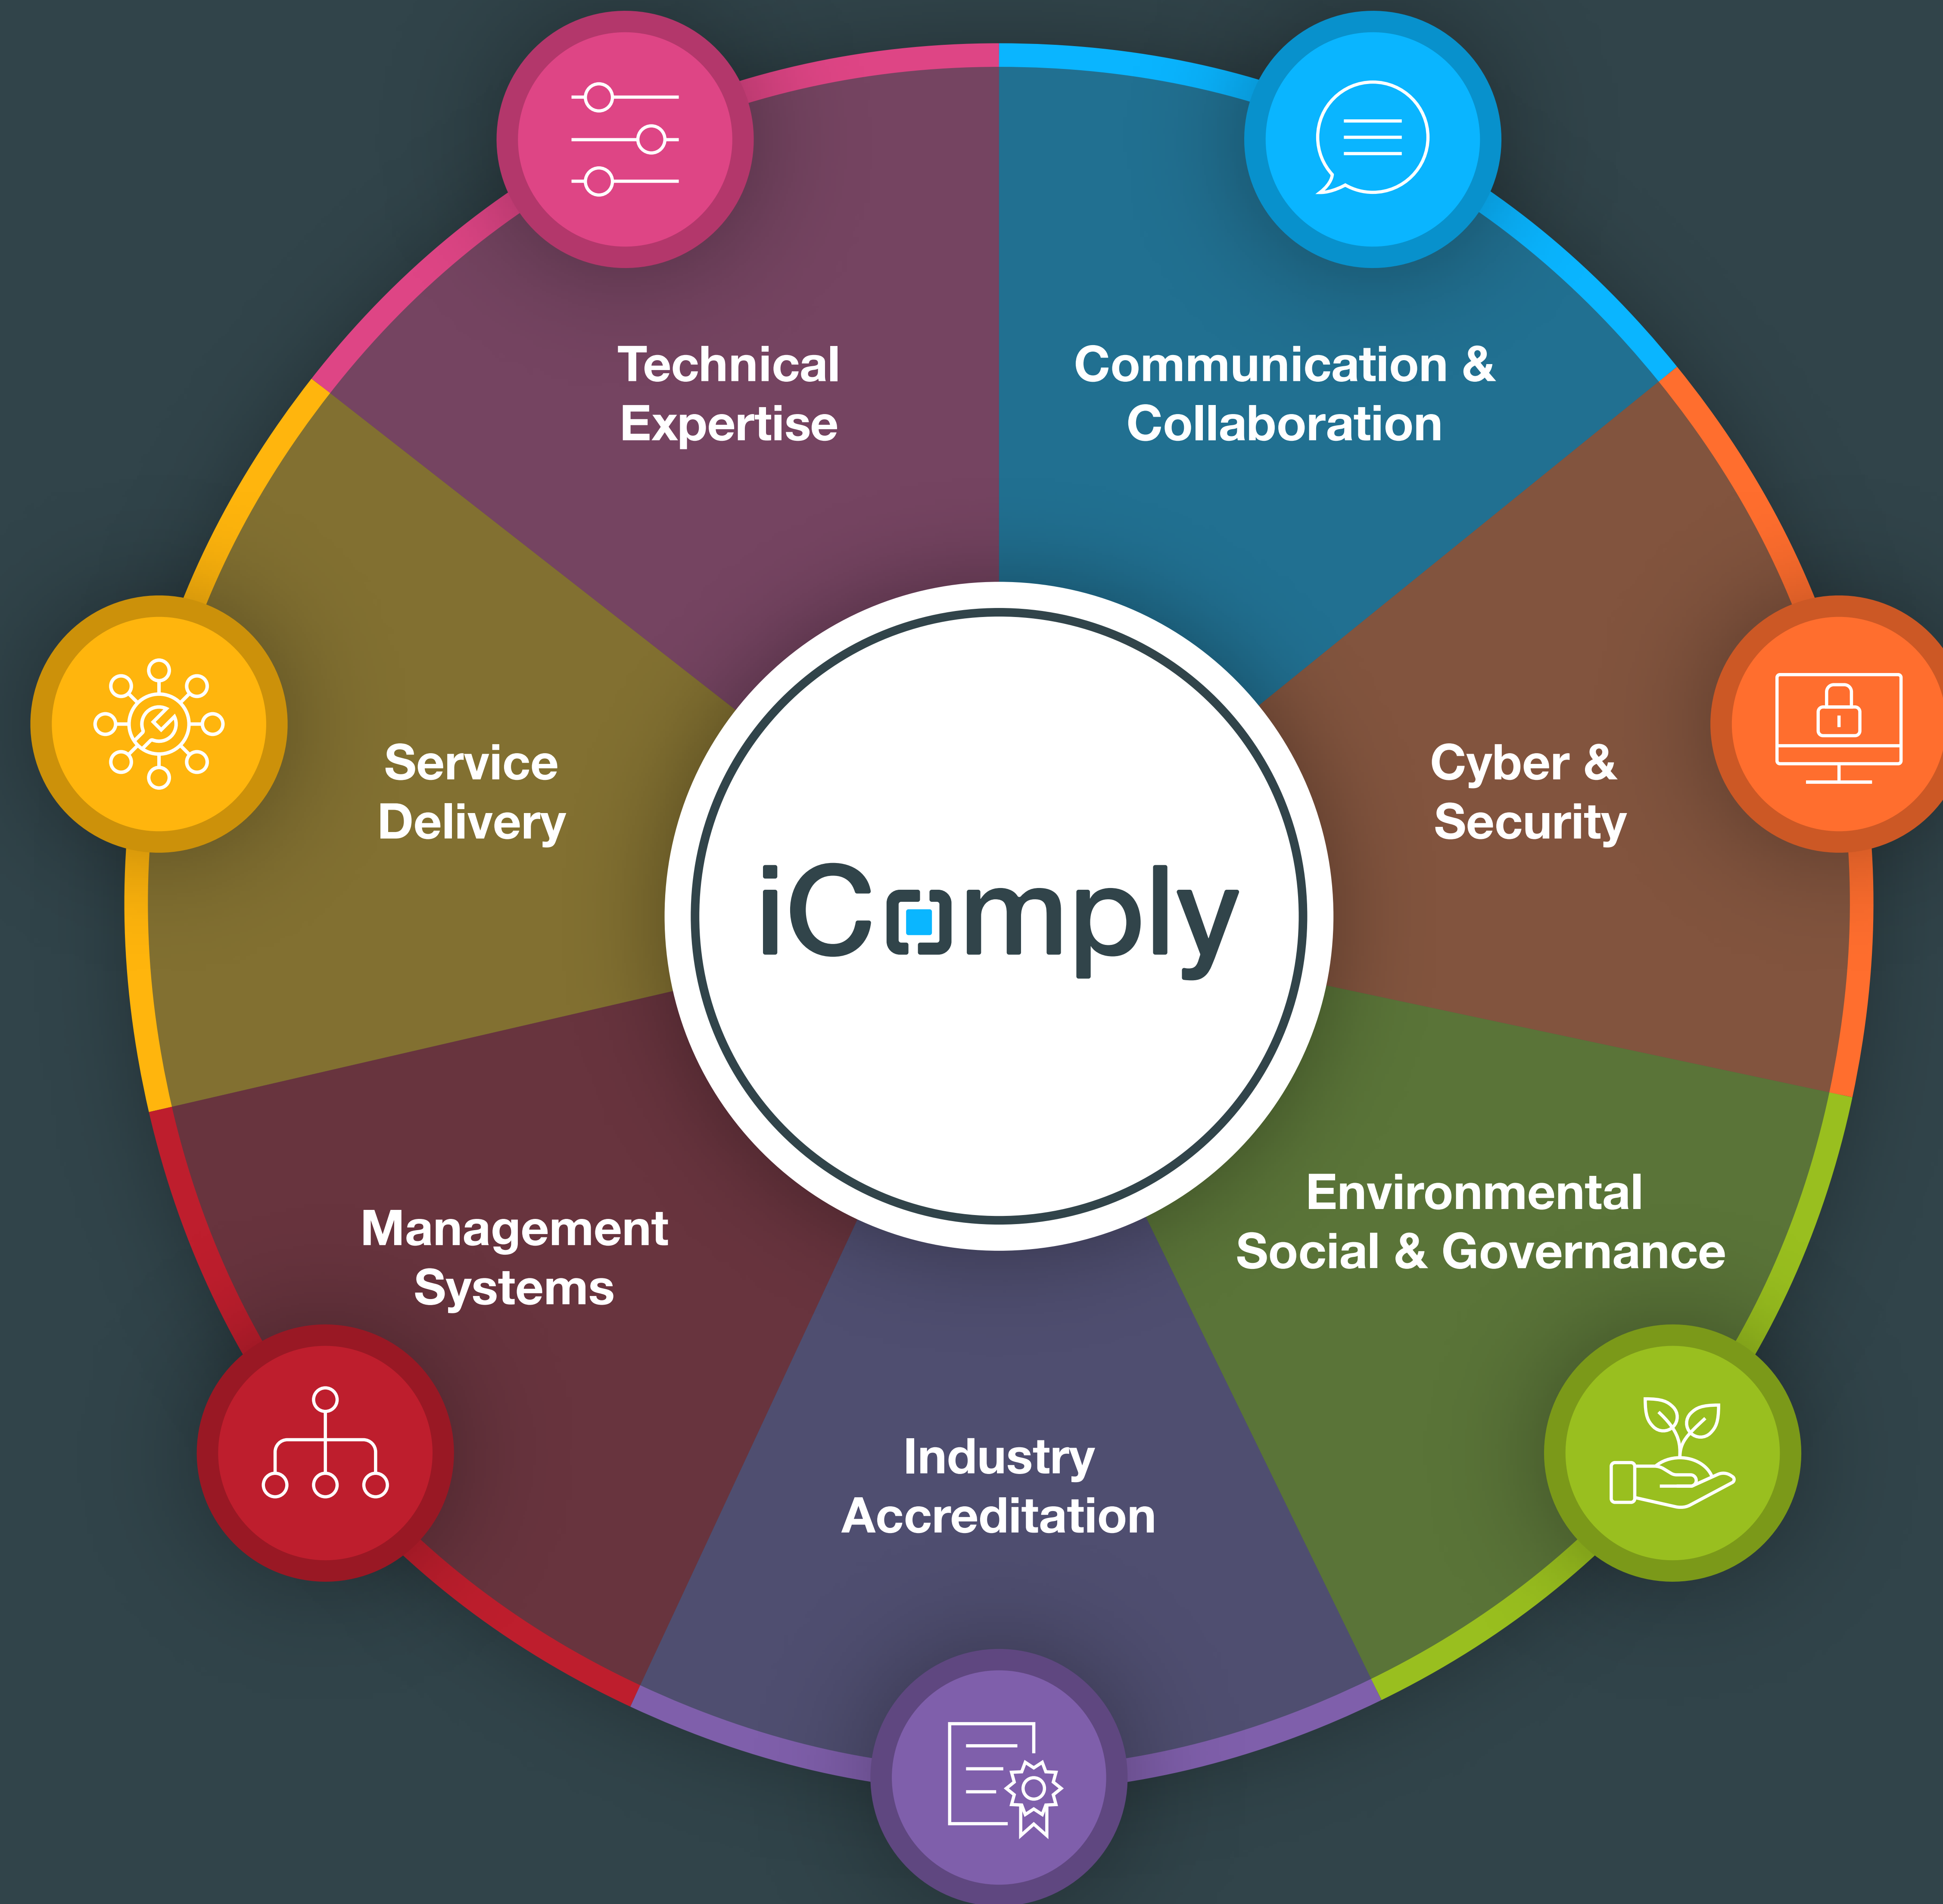 Technical
Expertise
Communication &
Collaboration
Service
Delivery
Cyber &
Security
iComply
Management
Systems
Environmental
Social & Governance
Industry
Accreditation